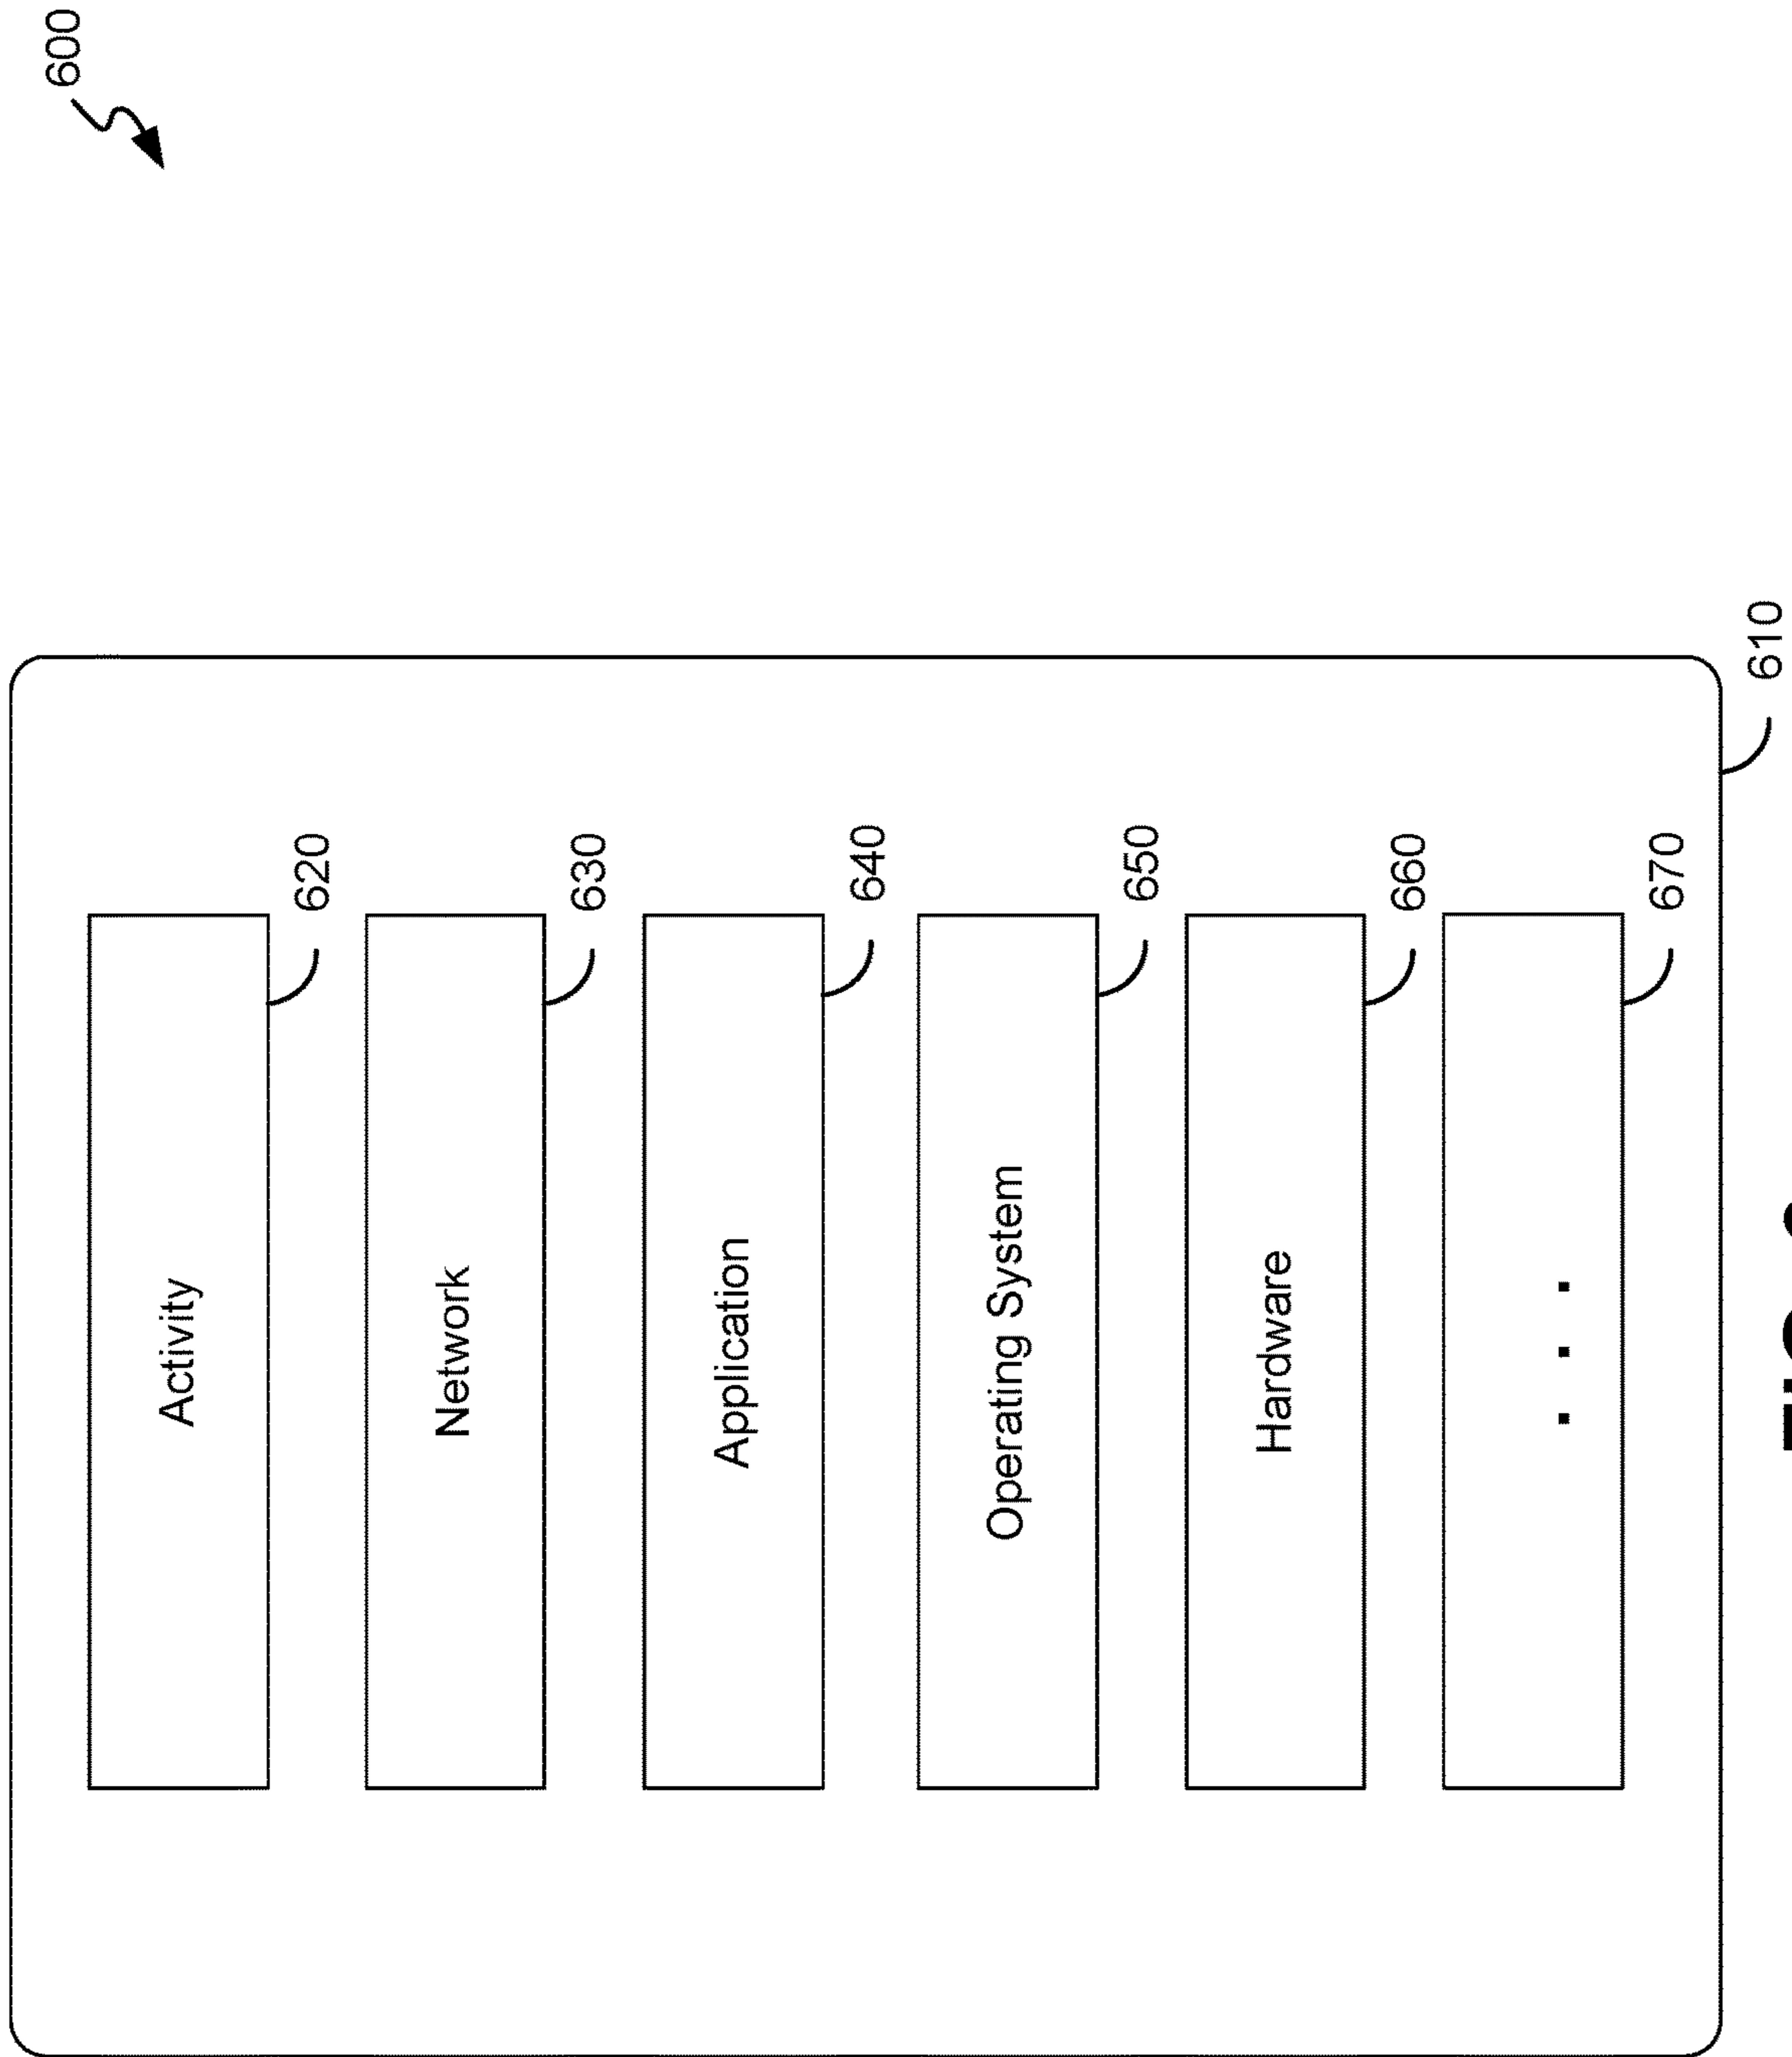 600
Activity
620
Network
630
Application
640
Operating System
650
Hardware
660
. . .
670
610